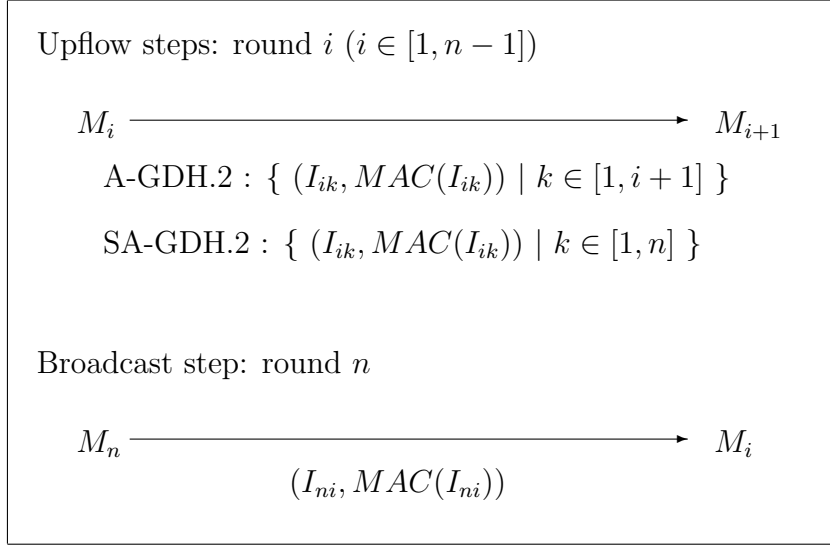 Upflow steps: round i (i ∈ [1, n − 1])
M_i M_{i+1}
A-GDH.2 : { (I_{ik}, MAC(I_{ik})) | k ∈ [1, i + 1] }
SA-GDH.2 : { (I_{ik}, MAC(I_{ik})) | k ∈ [1, n] }
Broadcast step: round n
M_n M_i
(I_{ni}, MAC(I_{ni}))